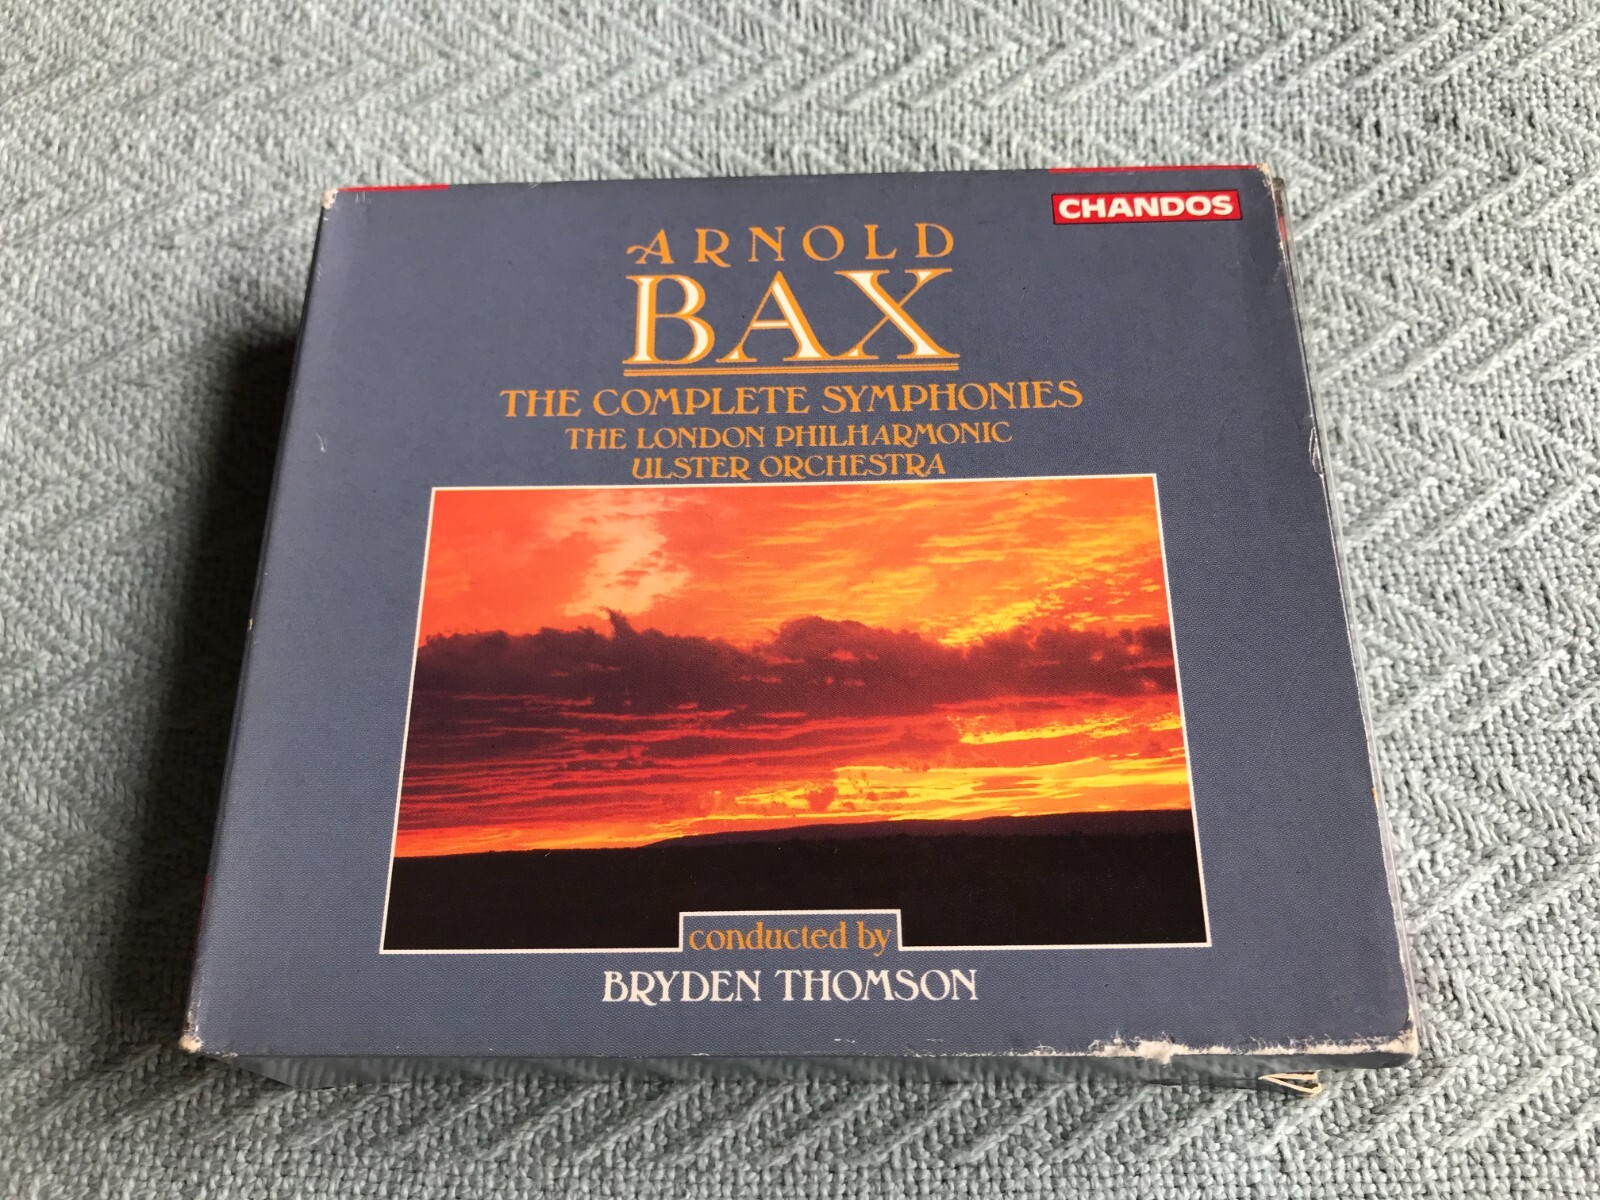 CHANDOS
ARNOLD
BAX
THE COMPLETE SYMPHONIES
THE LONDON PHILHARMONIC
ULSTER ORCHESTRA
conducted by
BRYDEN THOMSON